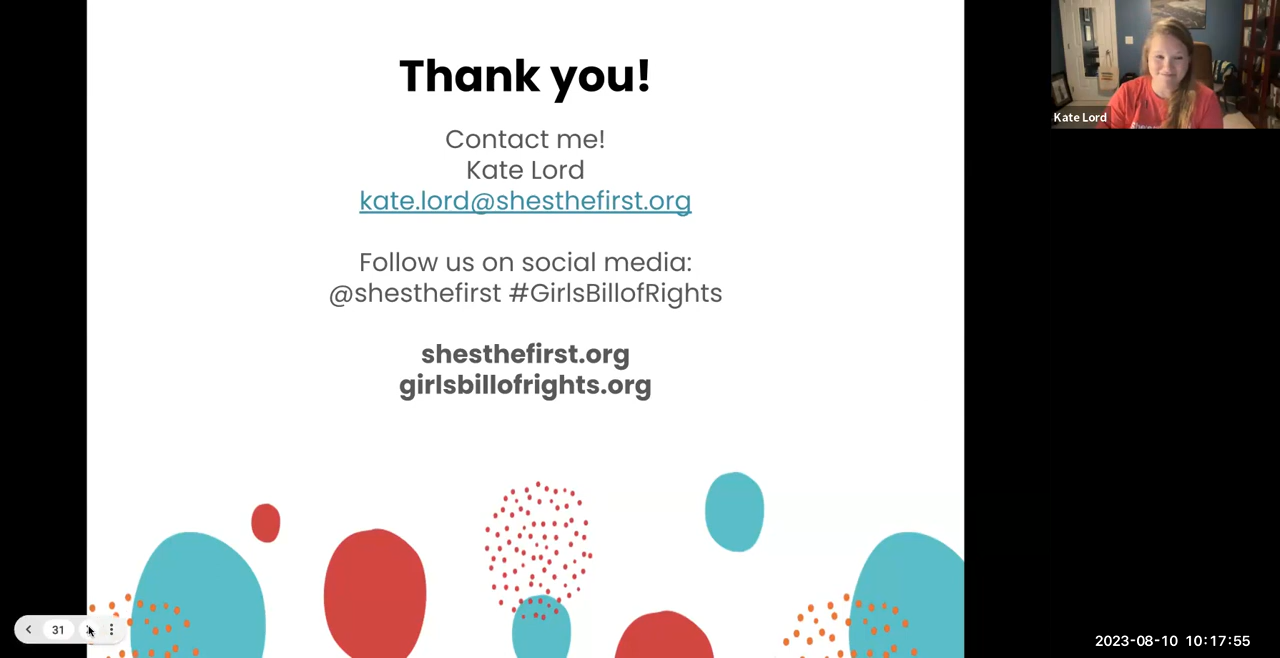 Thank you!
Contact me!
Kate Lord
kate.lord@shesthefirst.org
Follow us on social media:
@shesthefirst #GirlsBillofRights
shesthefirst.org
girlsbillofrights.org
Kate Lord
31
2023-08-10 10:17:55